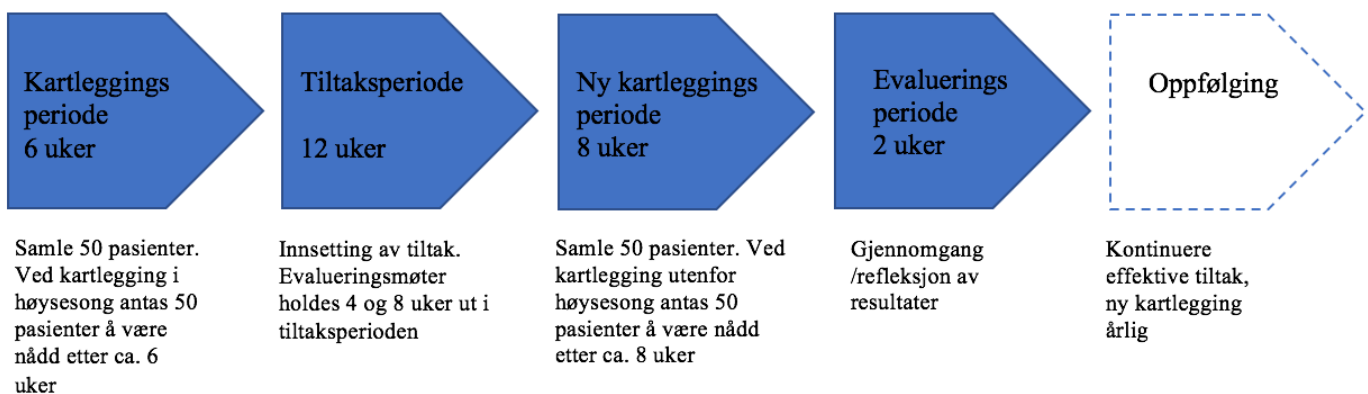 Kartleggings
periode
6 uker
Tiltaksperiode
12 uker
Ny kartleggings
periode
8 uker
Evaluerings
periode
2 uker
Oppfølging
Samle 50 pasienter.
Ved kartlegging i
høysesong antas 50
pasienter å være
nådd etter ca. 6
uker
Innsetting av tiltak.
Evalueringsmøter
holdes 4 og 8 uker ut i
tiltaksperioden
Samle 50 pasienter. Ved
kartlegging utenfor
høysesong antas 50
pasienter å være nådd
etter ca. 8 uker
Gjennomgang
/refleksjon av
resultater
Kontinuere
effektive tiltak,
ny kartlegging
årlig